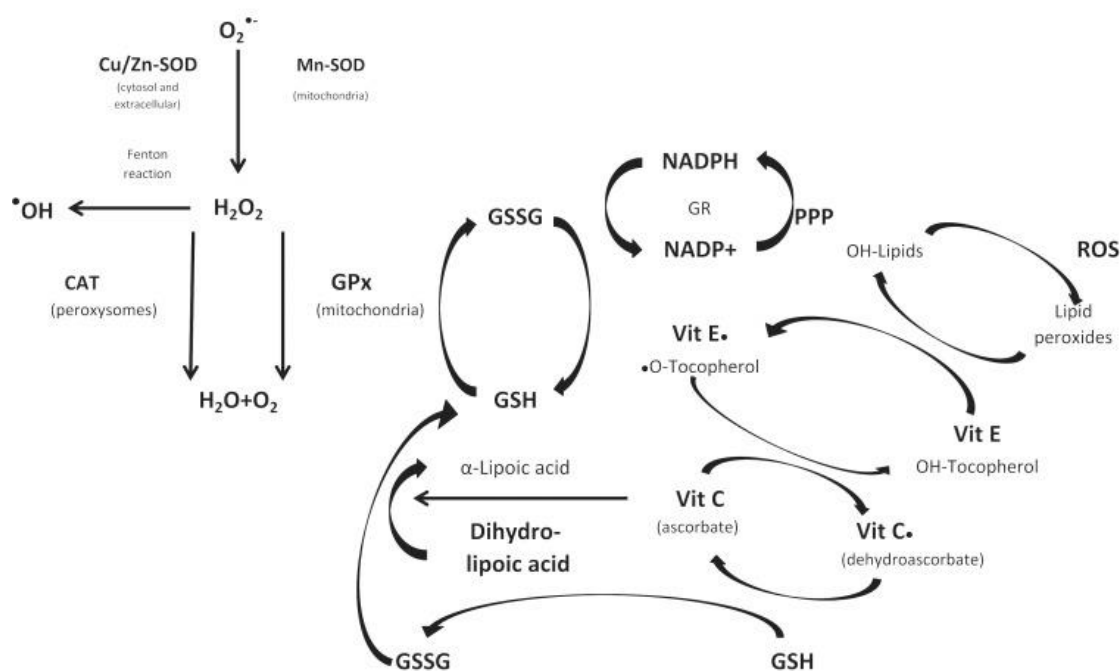 O₂•-
Cu/Zn-SOD
(cytosol and
extracellular)
Mn-SOD
(mitochondria)
Fenton
reaction
•OH
H₂O₂
CAT
(peroxysomes)
GPx
(mitochondria)
H₂O+O₂
GSSG
GSH
NADPH
GR
NADP+
PPP
OH-Lipids
ROS
Lipid
peroxides
Vit E•
•O-Tocopherol
Vit E
OH-Tocopherol
α-Lipoic acid
Dihydro-
lipoic acid
Vit C
(ascorbate)
Vit C•
(dehydroascorbate)
GSSG
GSH